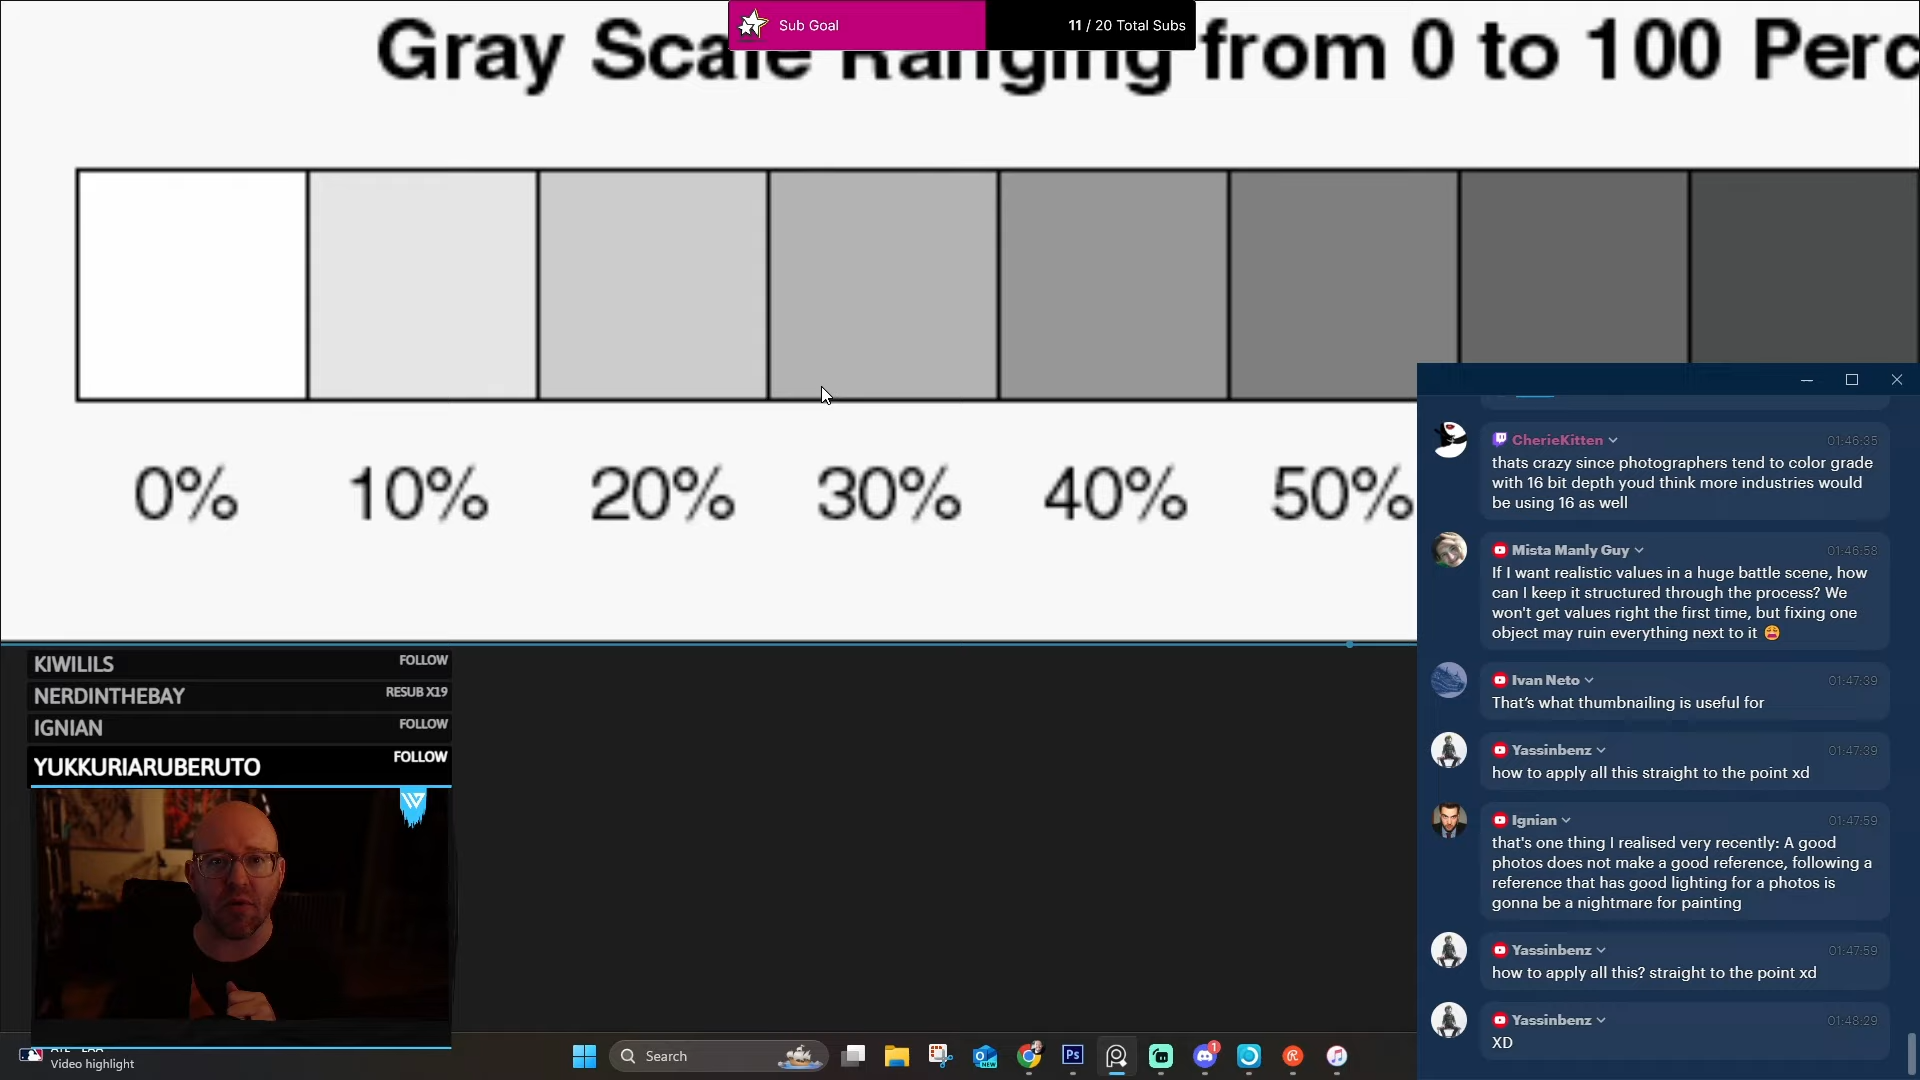 Sub Goal
11 / 20 Total Subs
Gray Scale Ranging from 0 to 100 Perc
0% 10% 20% 30% 40% 50%
CherieKitten 01:46:35
thats crazy since photographers tend to color grade
with 16 bit depth youd think more industries would
be using 16 as well
Mista Manly Guy 01:46:58
If I want realistic values in a huge battle scene, how
can I keep it structured through the process? We
won't get values right the first time, but fixing one
object may ruin everything next to it 😩
Ivan Neto 01:47:39
That's what thumbnailing is useful for
Yassinbenz 01:47:39
how to apply all this straight to the point xd
Ignian 01:47:59
that's one thing I realised very recently: A good
photos does not make a good reference, following a
reference that has good lighting for a photos is
gonna be a nightmare for painting
Yassinbenz 01:47:59
how to apply all this? straight to the point xd
Yassinbenz 01:48:29
XD
KIWILILS FOLLOW
NERDINTHEBAY RESUB X19
IGNIAN FOLLOW
YUKKURIARUBERUTO FOLLOW
Video highlight
Search
NEW
Ps
1